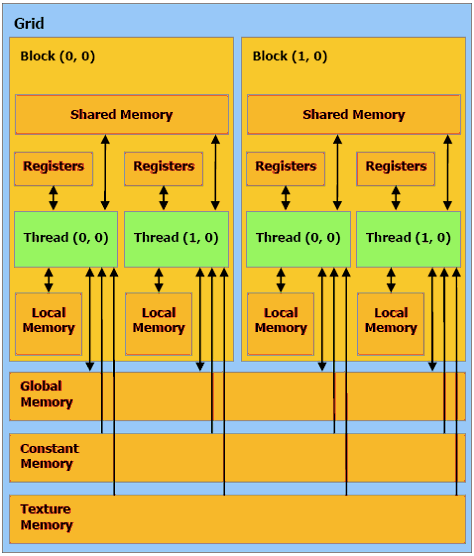 Grid
Block (0, 0)
Block (1, 0)
Shared Memory
Shared Memory
Registers
Registers
Registers
Registers
Thread (0, 0)
Thread (1, 0)
Thread (0, 0)
Thread (1, 0)
Local
Memory
Local
Memory
Local
Memory
Local
Memory
Global
Memory
Constant
Memory
Texture
Memory